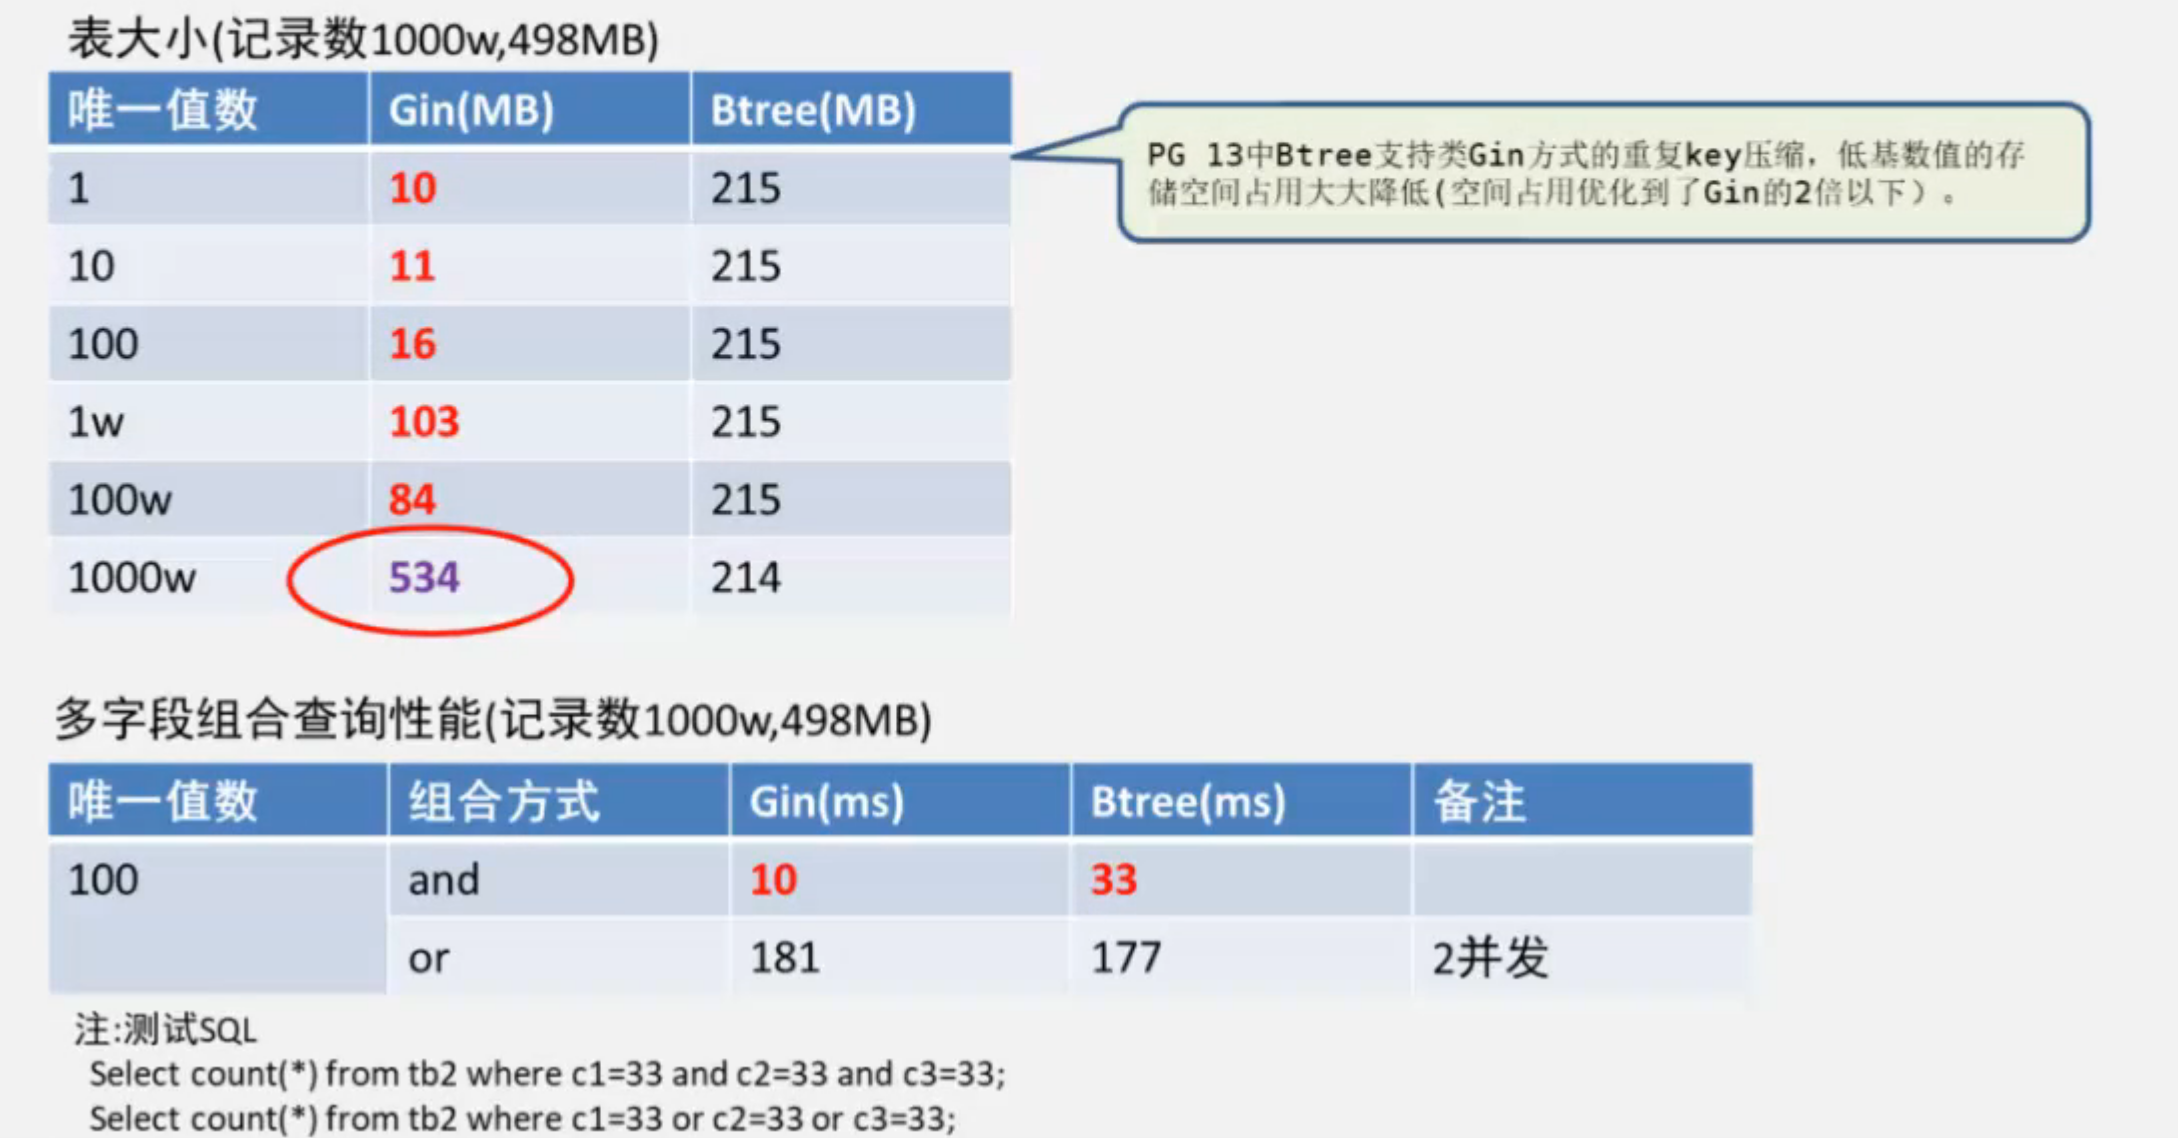 表大小(记录数1000w,498MB)
唯一值数 Gin(MB) Btree(MB)
1 10 215
10 11 215
100 16 215
1w 103 215
100w 84 215
1000w 534 214
PG 13中Btree支持类Gin方式的重复key压缩，低基数值的存
储空间占用大大降低(空间占用优化到了Gin的2倍以下）。
多字段组合查询性能(记录数1000w,498MB)
唯一值数 组合方式 Gin(ms) Btree(ms) 备注
100 and 10 33
or 181 177 2并发
注:测试SQL
Select count(*) from tb2 where c1=33 and c2=33 and c3=33;
Select count(*) from tb2 where c1=33 or c2=33 or c3=33;